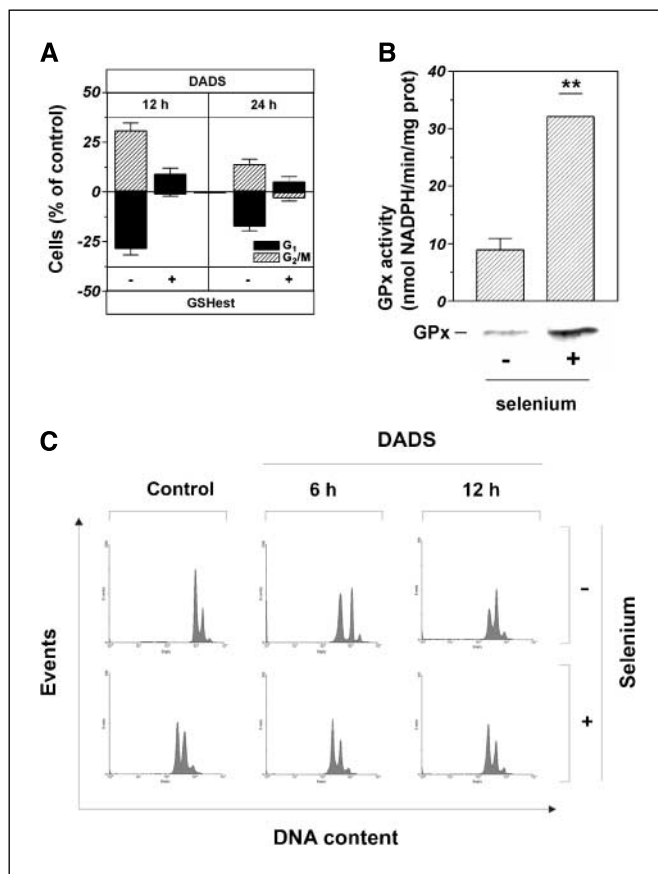 A
DADS
12 h 24 h
50
25
0
-25
-50
Cells (% of control)
G1
G2/M
- + - +
GSHest
B
**
40
30
20
10
0
GPx activity
(nmol NADPH/min/mg prot)
GPx –
- +
selenium
C
DADS
Control 6 h 12 h
Events
-
+
Selenium
DNA content